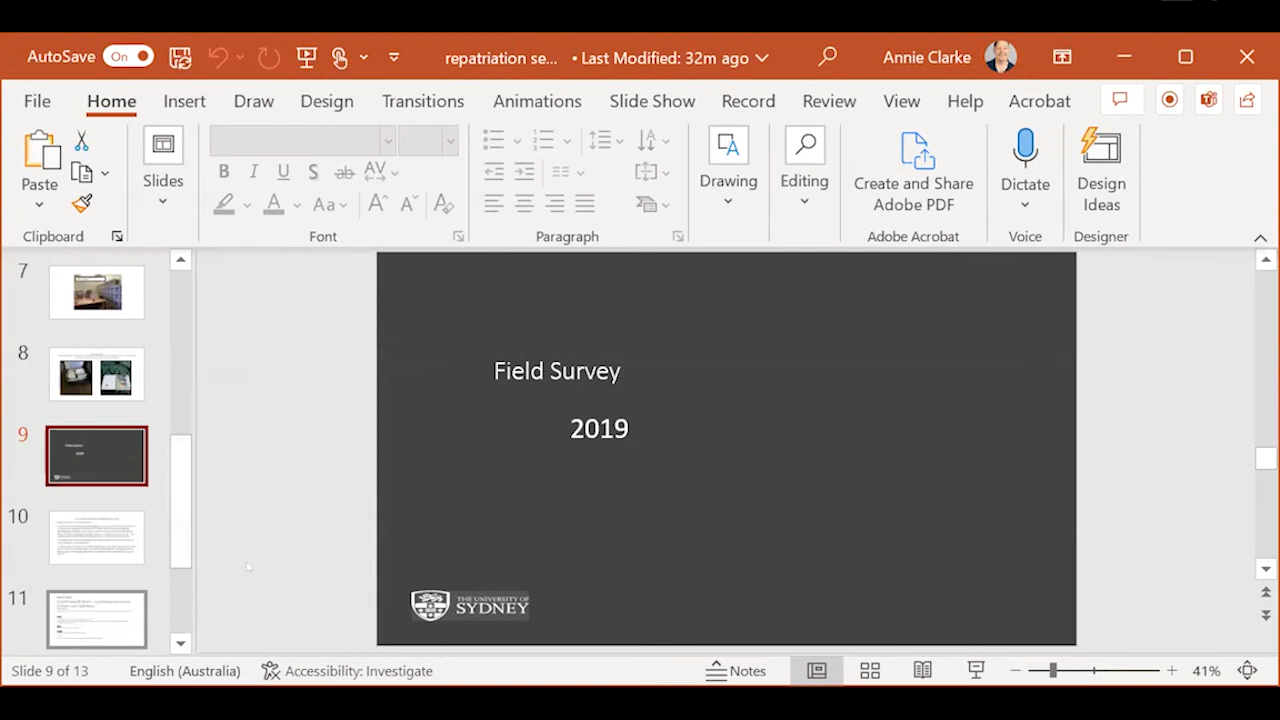 AutoSave On repatriation se... • Last Modified: 32m ago Annie Clarke
File Home Insert Draw Design Transitions Animations Slide Show Record Review View Help Acrobat
Paste Slides B I U S ab AV Aa A A Drawing Editing Create and Share Adobe PDF Dictate Design Ideas
Clipboard Font Paragraph Adobe Acrobat Voice Designer
7
8
9
10
11
Field Survey
2019
THE UNIVERSITY OF
SYDNEY
Slide 9 of 13 English (Australia) Accessibility: Investigate Notes 41%